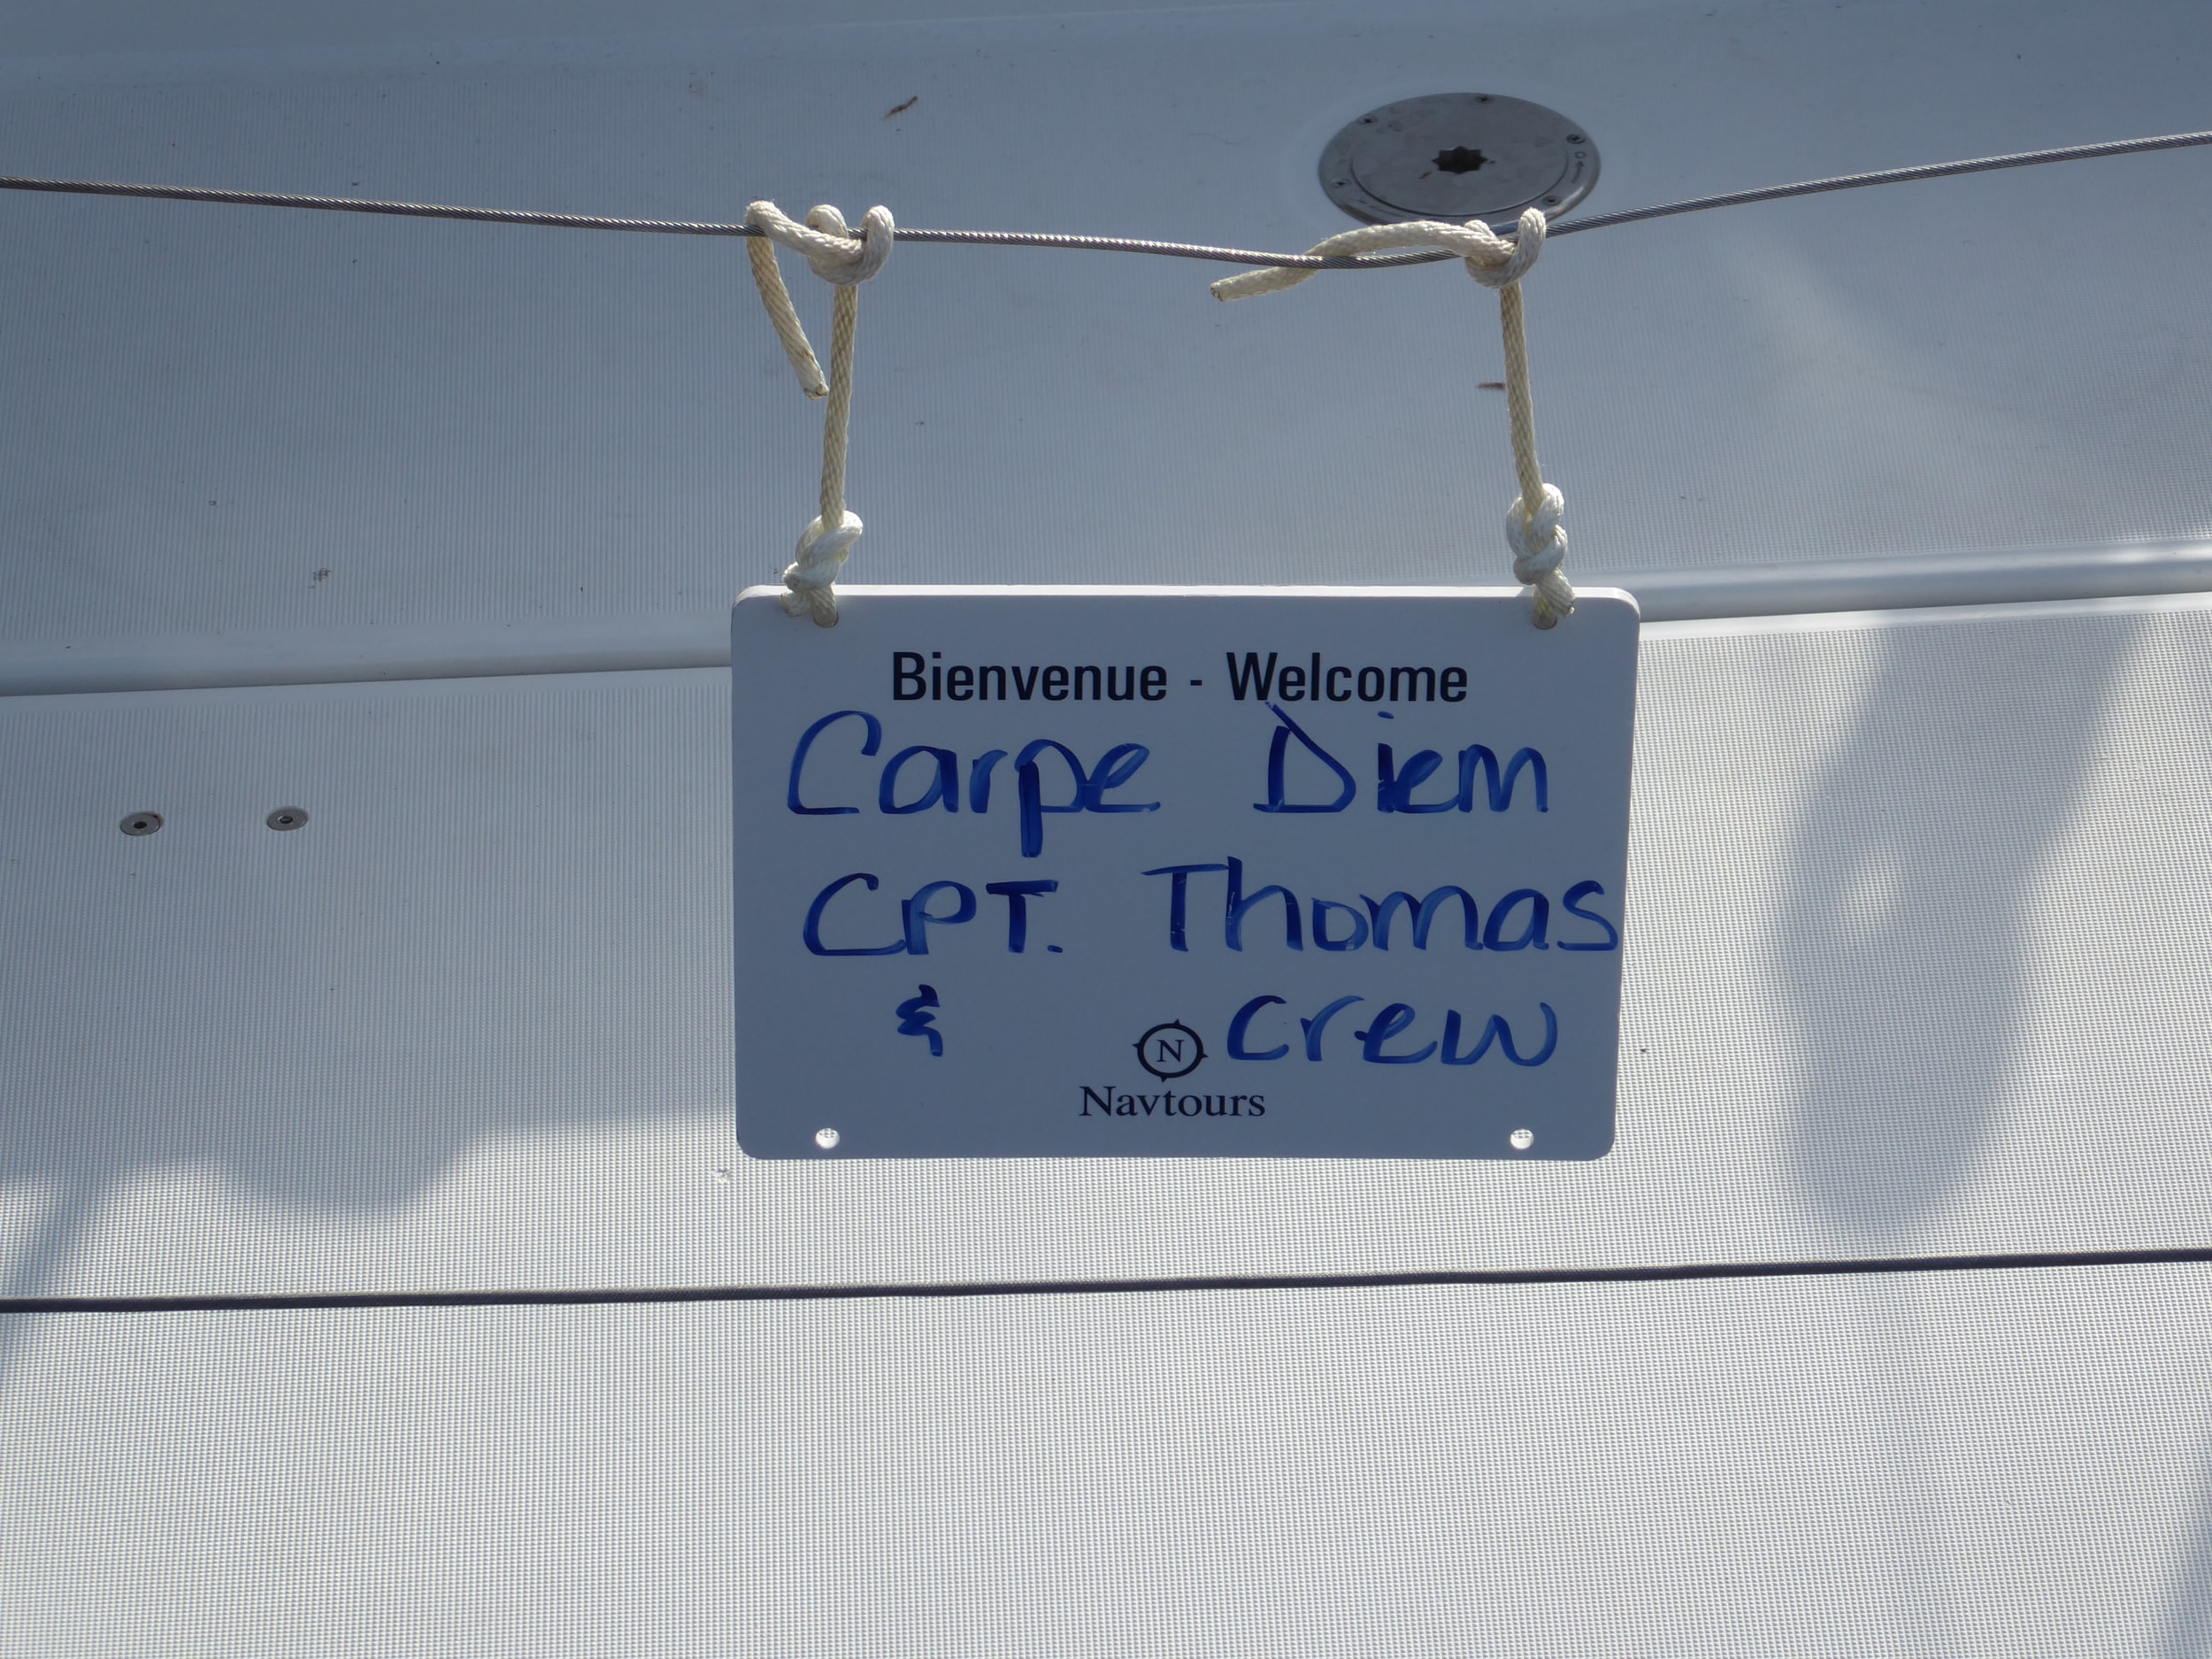 Bienvenue - Welcome
Carpe Diem
CPT. Thomas
& Crew
N
Navtours